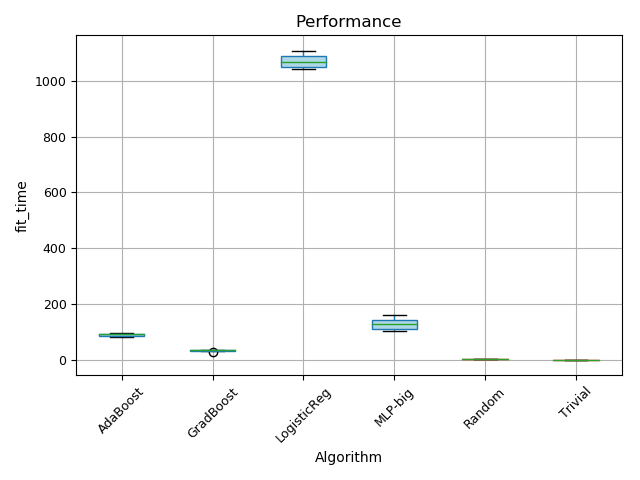 Performance
fit_time
1000
800
600
400
200
0
AdaBoost
GradBoost
LogisticReg
MLP-big
Random
Trivial
Algorithm